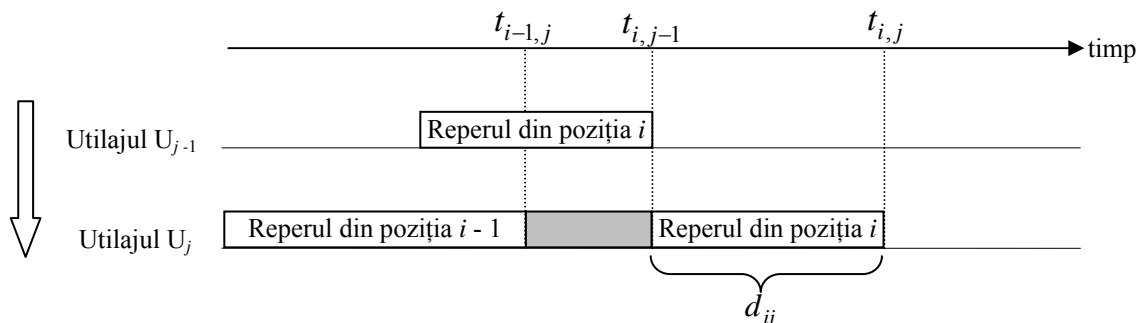 t_{i-1,j} t_{i,j-1} t_{i,j}
timp
Utilajul U_{j-1} Reperul din poziția i
Utilajul U_j Reperul din poziția i - 1 Reperul din poziția i
d_{ij}